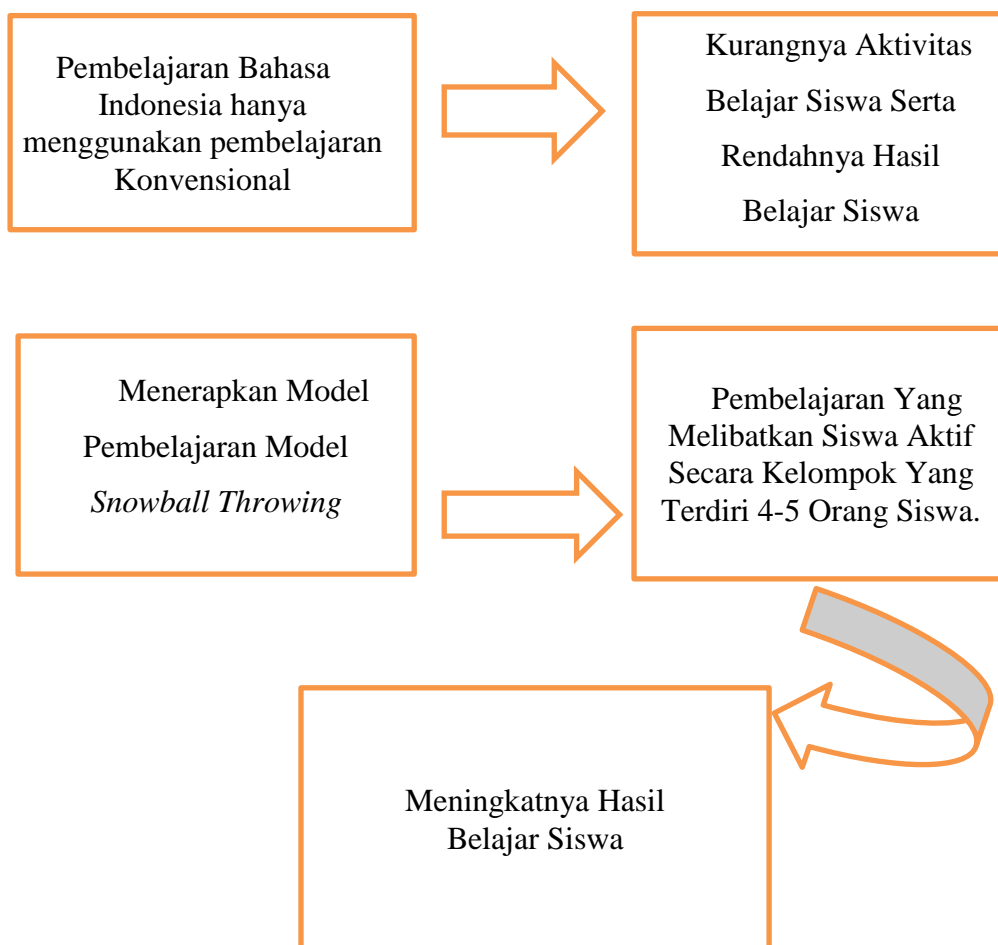 Pembelajaran Bahasa
Indonesia hanya
menggunakan pembelajaran
Konvensional
Kurangnya Aktivitas
Belajar Siswa Serta
Rendahnya Hasil
Belajar Siswa
Menerapkan Model
Pembelajaran Model
Snowball Throwing
Pembelajaran Yang
Melibatkan Siswa Aktif
Secara Kelompok Yang
Terdiri 4-5 Orang Siswa.
Meningkatnya Hasil
Belajar Siswa